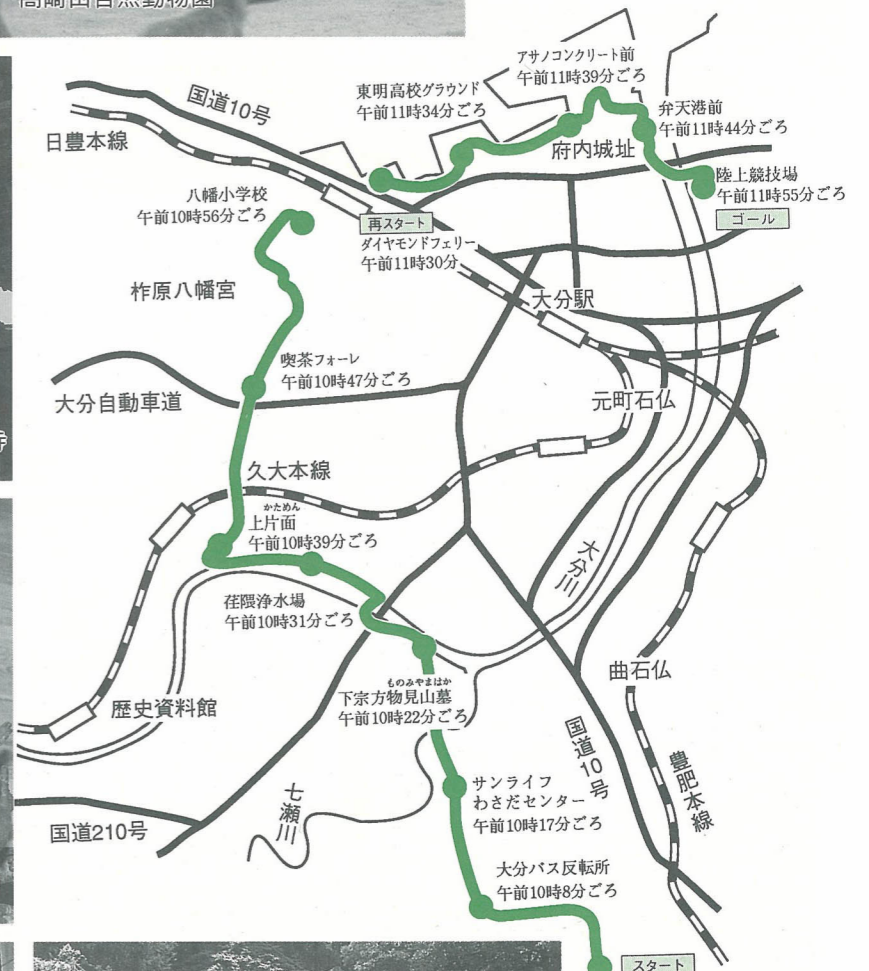 国道10号
日豊本線
東明高校グラウンド
午前11時34分ごろ
アサノコンクリート前
午前11時39分ごろ
弁天港前
午前11時44分ごろ
府内城址
陸上競技場
午前11時55分ごろ
ゴール
八幡小学校
午前10時56分ごろ
再スタート
ダイヤモンドフェリー
午前11時30分
柞原八幡宮
大分駅
喫茶フォーレ
午前10時47分ごろ
大分自動車道
元町石仏
久大本線
かためん
上片面
午前10時39分ごろ
大分川
荏隈浄水場
午前10時31分ごろ
曲石仏
ものみやまはか
下宗方物見山墓
午前10時22分ごろ
歴史資料館
国道10号
豊肥本線
サンライフ
わさだセンター
午前10時17分ごろ
七瀬川
国道210号
大分バス反転所
午前10時8分ごろ
スタート